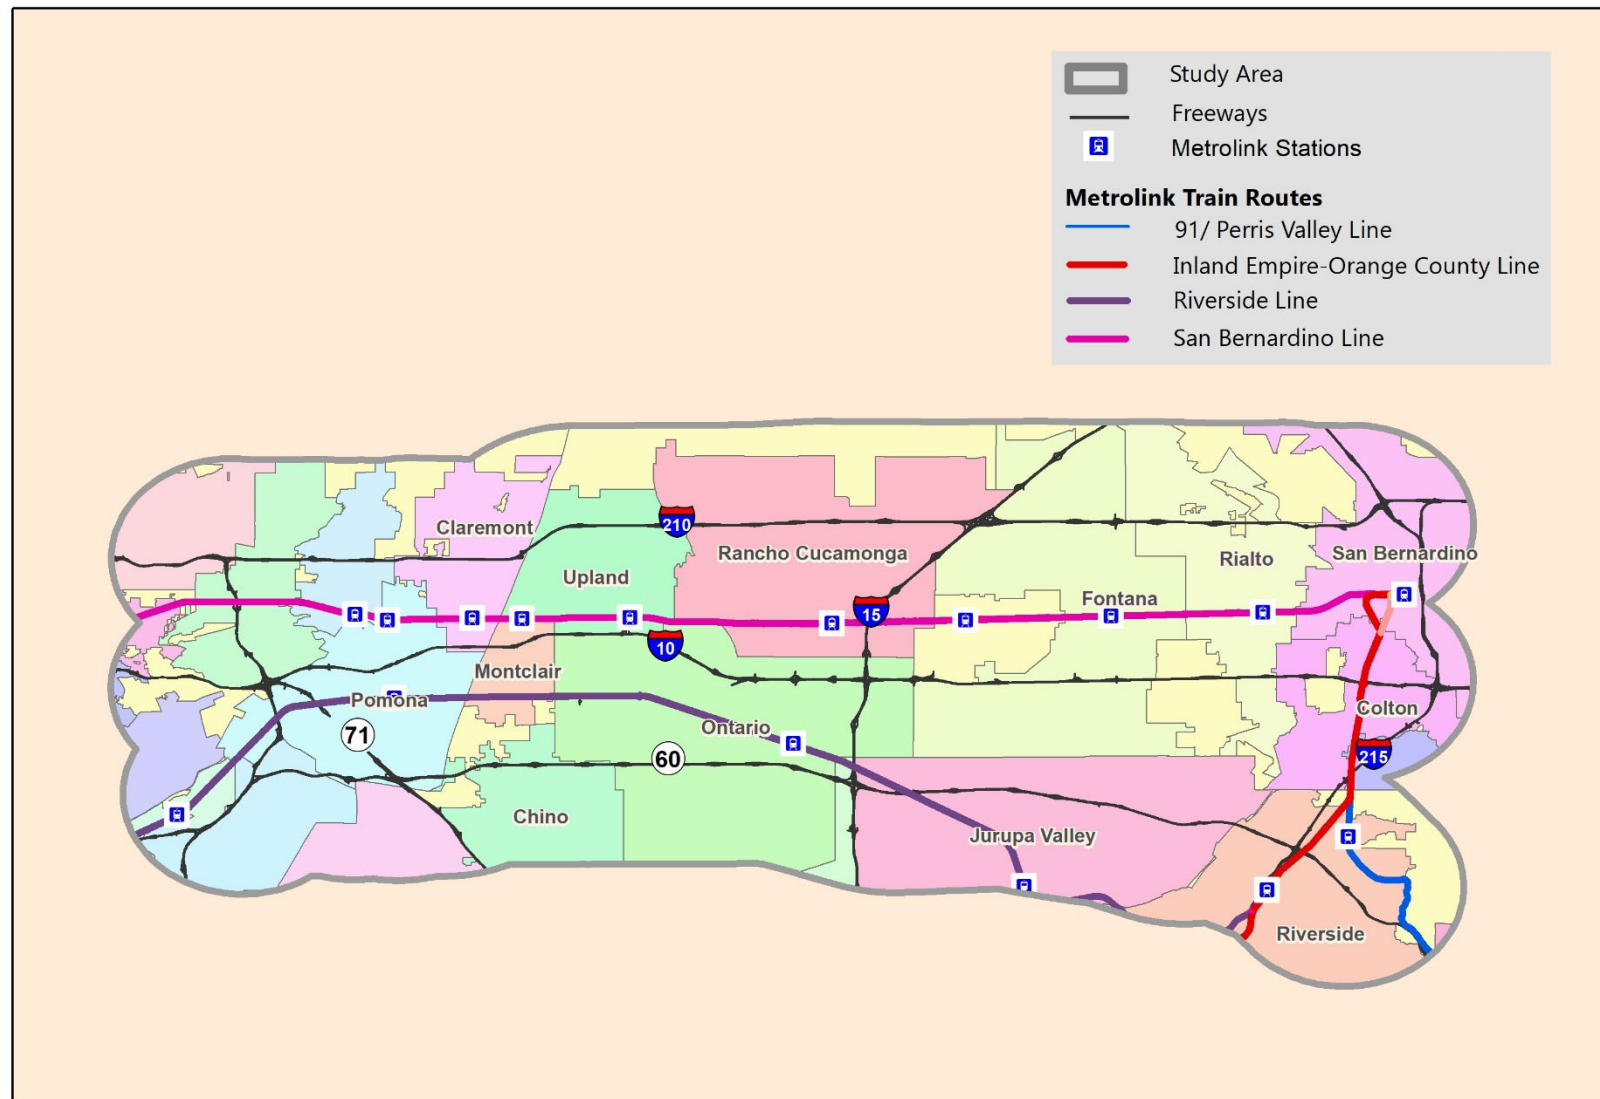 Study Area
Freeways
Metrolink Stations
Metrolink Train Routes
91/ Perris Valley Line
Inland Empire-Orange County Line
Riverside Line
San Bernardino Line
Claremont
210
Rancho Cucamonga
Rialto
San Bernardino
Upland
Fontana
15
10
Montclair
Pomona
Colton
Ontario
71
60
215
Chino
Jurupa Valley
Riverside